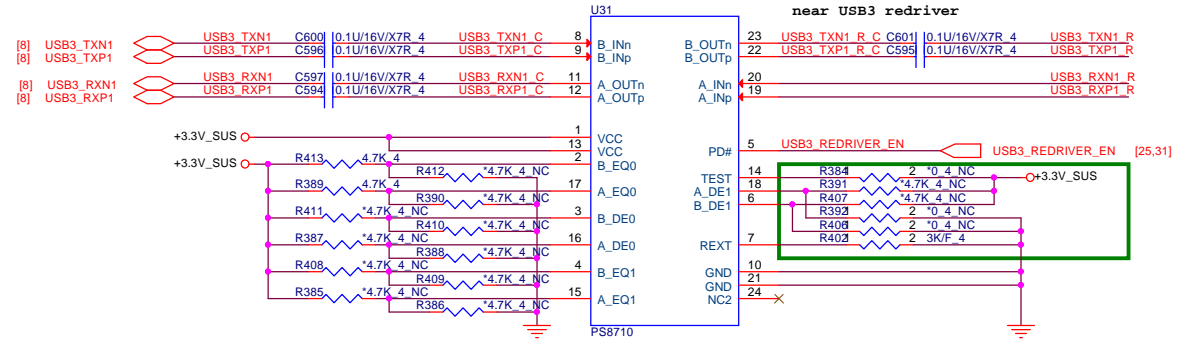 U31
near USB3 redriver
[8] USB3_TXN1 USB3_TXN1 C600 0.1U/16V/X7R_4 USB3_TXN1_C 8 B_INn B_OUTn 23 USB3_TXN1_R_C C601 0.1U/16V/X7R_4 USB3_TXN1_R
[8] USB3_TXP1 USB3_TXP1 C596 0.1U/16V/X7R_4 USB3_TXP1_C 9 B_INp B_OUTp 22 USB3_TXP1_R_C C595 0.1U/16V/X7R_4 USB3_TXP1_R
[8] USB3_RXN1 USB3_RXN1 C597 0.1U/16V/X7R_4 USB3_RXN1_C 11 A_OUTn A_INn 20 USB3_RXN1_R
[8] USB3_RXP1 USB3_RXP1 C594 0.1U/16V/X7R_4 USB3_RXP1_C 12 A_OUTp A_INp 19 USB3_RXP1_R
+3.3V_SUS 1 VCC
13 VCC PD# 5 USB3_REDRIVER_EN USB3_REDRIVER_EN [25,31]
+3.3V_SUS R413 4.7K_4 2 B_EQ0
R412 *4.7K_4_NC TEST 14 R384 1 2 *0_4_NC +3.3V_SUS
R389 4.7K_4 17 A_EQ0 A_DE1 18 R391 *4.7K_4_NC
R390 *4.7K_4_NC B_DE1 6 R407 *4.7K_4_NC
R411 *4.7K_4_NC 3 B_DE0 R392 1 2 *0_4_NC
R410 *4.7K_4_NC R406 1 2 *0_4_NC
R387 *4.7K_4_NC 16 A_DE0 REXT 7 R402 1 2 3K/F_4
R388 *4.7K_4_NC
R408 *4.7K_4_NC 4 B_EQ1 GND 10
R409 *4.7K_4_NC GND 21
R385 *4.7K_4_NC 15 A_EQ1 NC2 24
R386 *4.7K_4_NC
PS8710